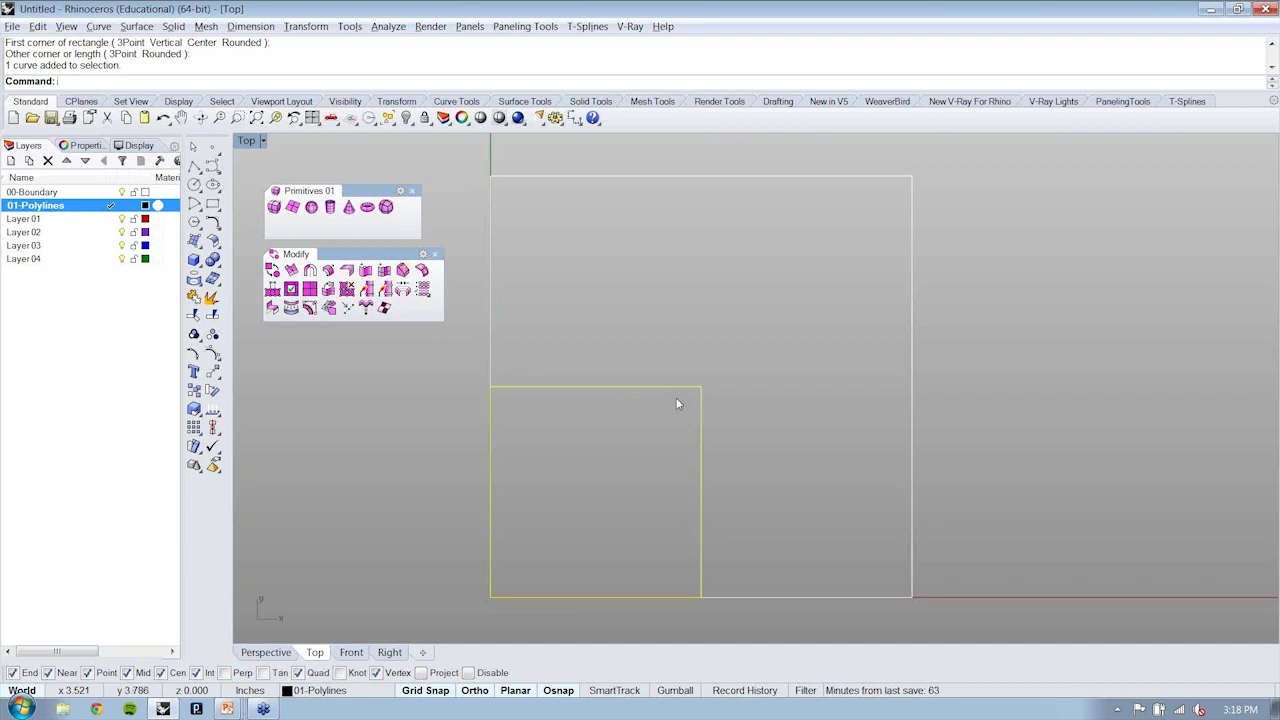 Untitled - Rhinoceros (Educational) (64-bit) - [Top]
File Edit View Curve Surface Solid Mesh Dimension Transform Tools Analyze Render Panels Paneling Tools T-Splines V-Ray Help
First corner of rectangle ( 3Point Vertical Center Rounded ):
Other corner or length ( 3Point Rounded ):
1 curve added to selection.
Command:
Standard CPlanes Set View Display Select Viewport Layout Visibility Transform Curve Tools Surface Tools Solid Tools Mesh Tools Render Tools Drafting New in V5 WeaverBird New V-Ray For Rhino V-Ray Lights PanelingTools T-Splines
Layers Properti... Display
Top
Name Materi
00-Boundary
01-Polylines
Layer 01
Layer 02
Layer 03
Layer 04
Primitives 01
Modify
y
x
Perspective Top Front Right
End Near Point Mid Cen Int Perp Tan Quad Knot Vertex Project Disable
World x 3.521 y 3.786 z 0.000 Inches 01-Polylines Grid Snap Ortho Planar Osnap SmartTrack Gumball Record History Filter Minutes from last save: 63
3:18 PM